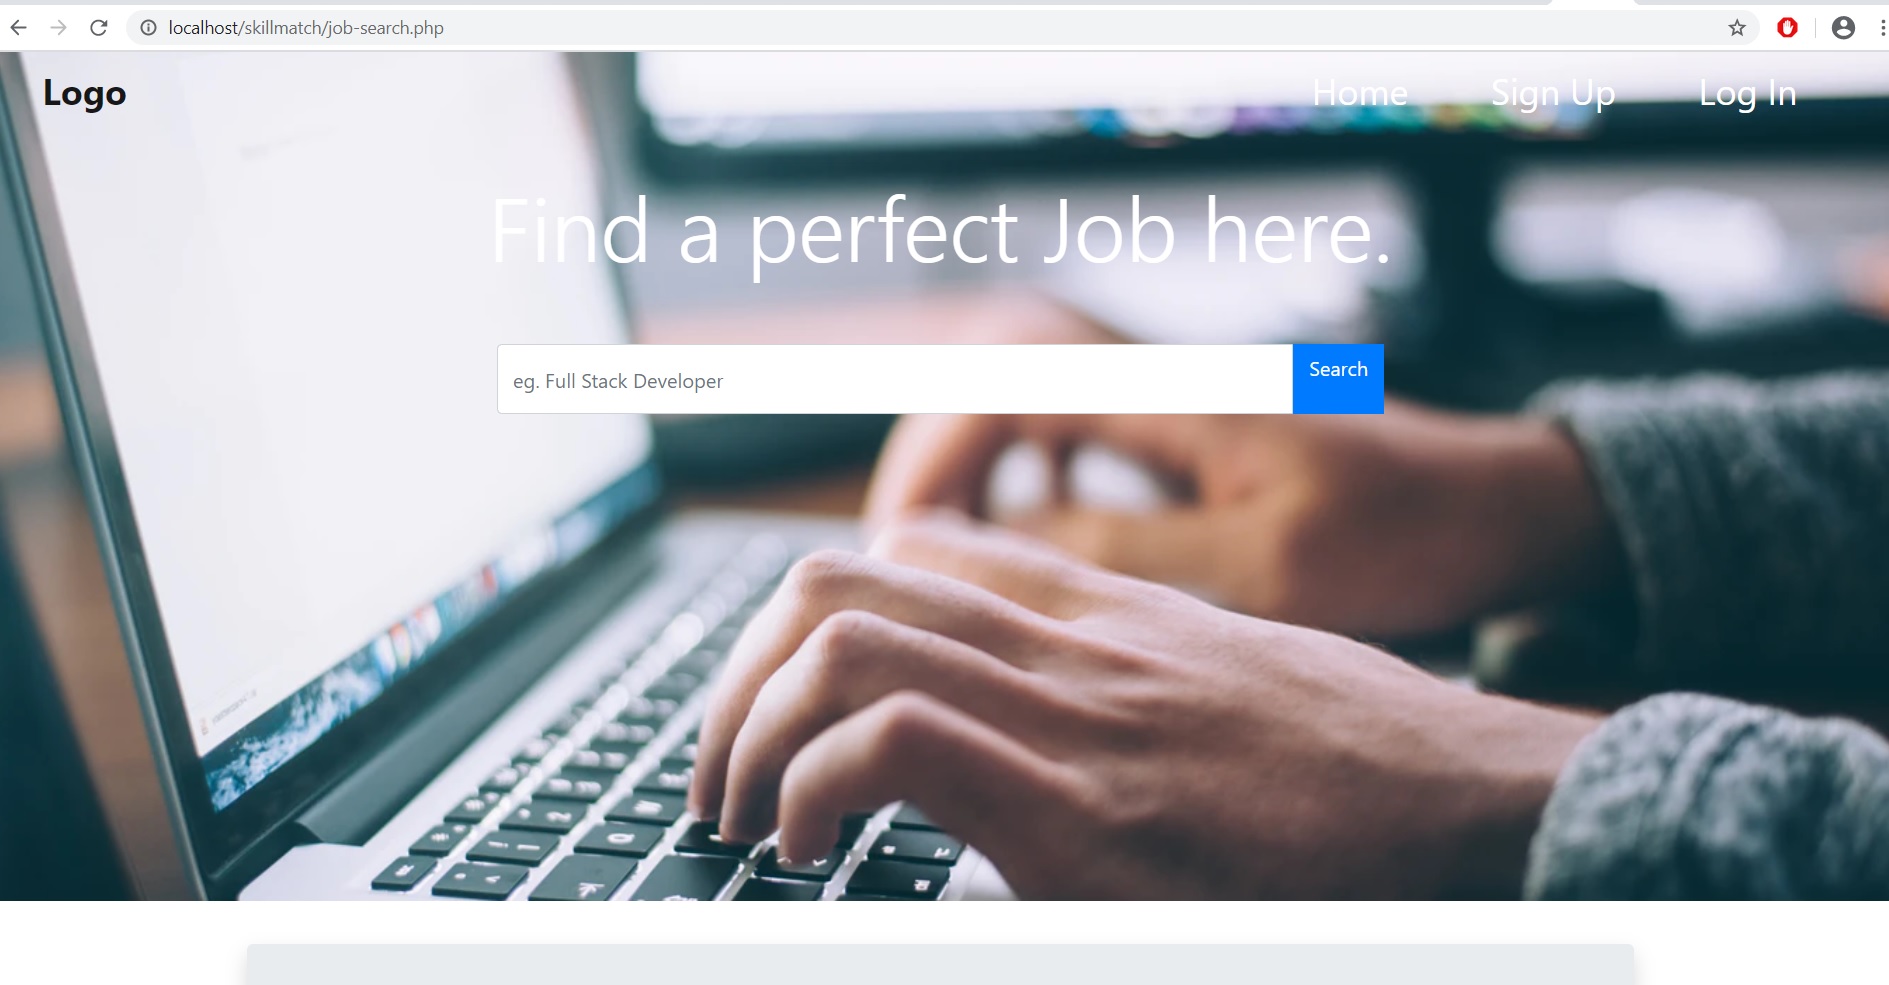 localhost/skillmatch/job-search.php
Logo
Home Sign Up Log In
Find a perfect Job here.
eg. Full Stack Developer
Search